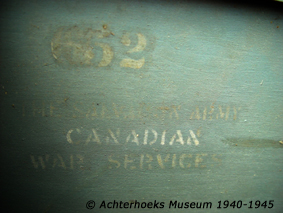 62
THE SALVATION ARMY
CANADIAN
WAR SERVICES
© Achterhoeks Museum 1940-1945